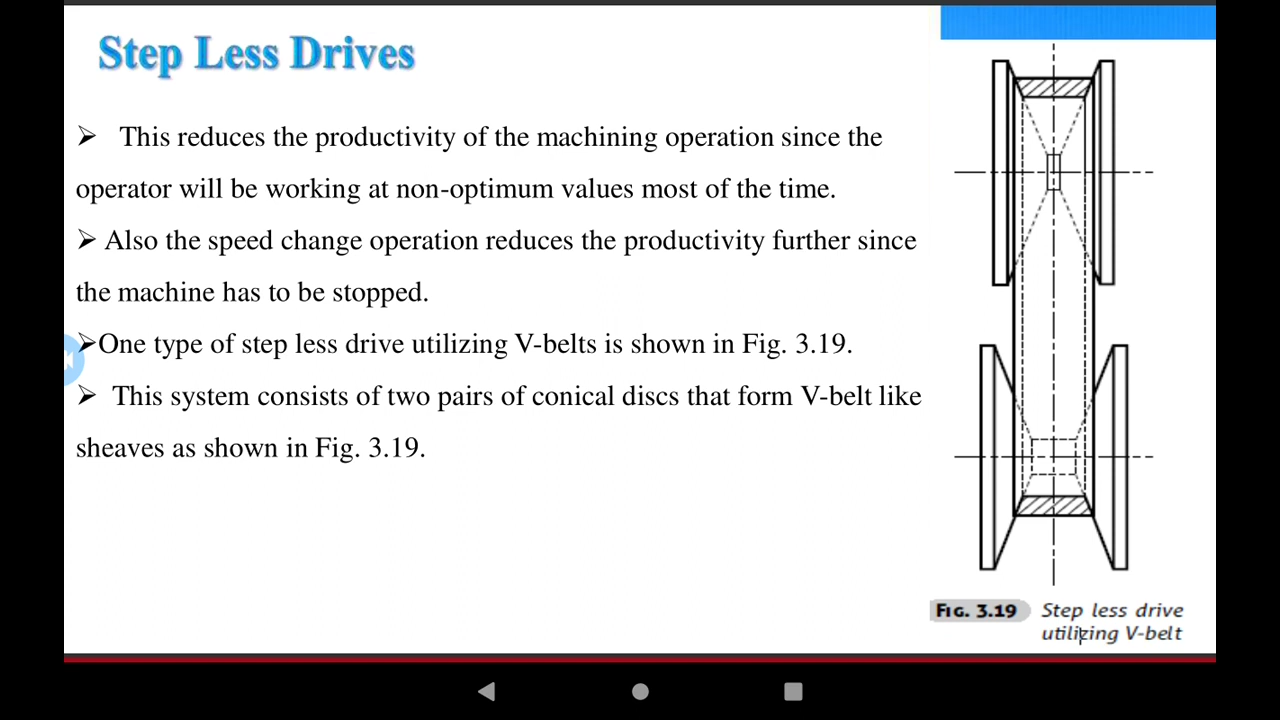 Step Less Drives
➢ This reduces the productivity of the machining operation since the
operator will be working at non-optimum values most of the time.
➢ Also the speed change operation reduces the productivity further since
the machine has to be stopped.
➢One type of step less drive utilizing V-belts is shown in Fig. 3.19.
➢ This system consists of two pairs of conical discs that form V-belt like
sheaves as shown in Fig. 3.19.
FIG. 3.19 Step less drive
utilizing V-belt